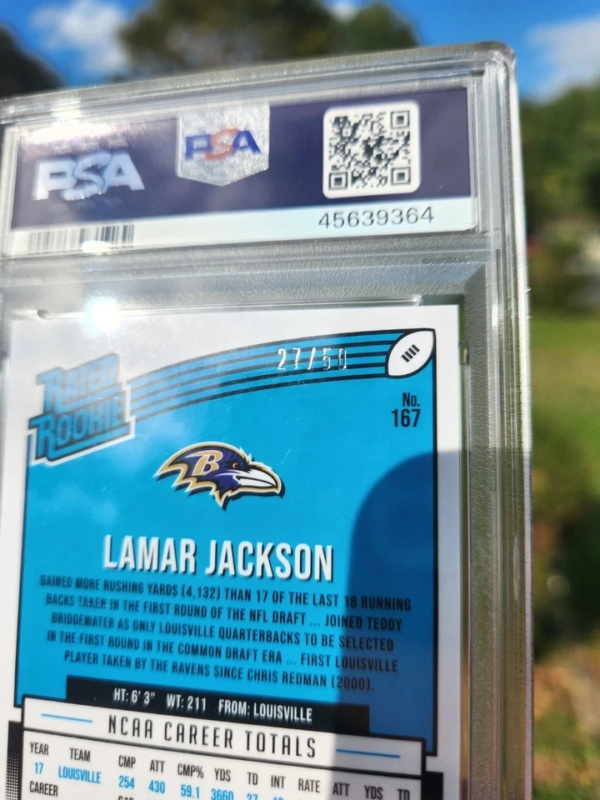 PSA PSA
45639364
27/50
RATED
ROOKIE
No.
167
B
LAMAR JACKSON
GAINED MORE RUSHING YARDS (4,132) THAN 17 OF THE LAST 18 RUNNING
BACKS TAKEN IN THE FIRST ROUND OF THE NFL DRAFT ... JOINED TEDDY
BRIDGEWATER AS ONLY LOUISVILLE QUARTERBACKS TO BE SELECTED
IN THE FIRST ROUND IN THE COMMON DRAFT ERA ... FIRST LOUISVILLE
PLAYER TAKEN BY THE RAVENS SINCE CHRIS REDMAN (2000).
HT: 6' 3" WT: 211 FROM: LOUISVILLE
NCAA CAREER TOTALS
YEAR TEAM CMP ATT CMP% YDS TD INT RATE ATT YDS TD
17 LOUISVILLE 254 430 59.1 3660 27
CAREER